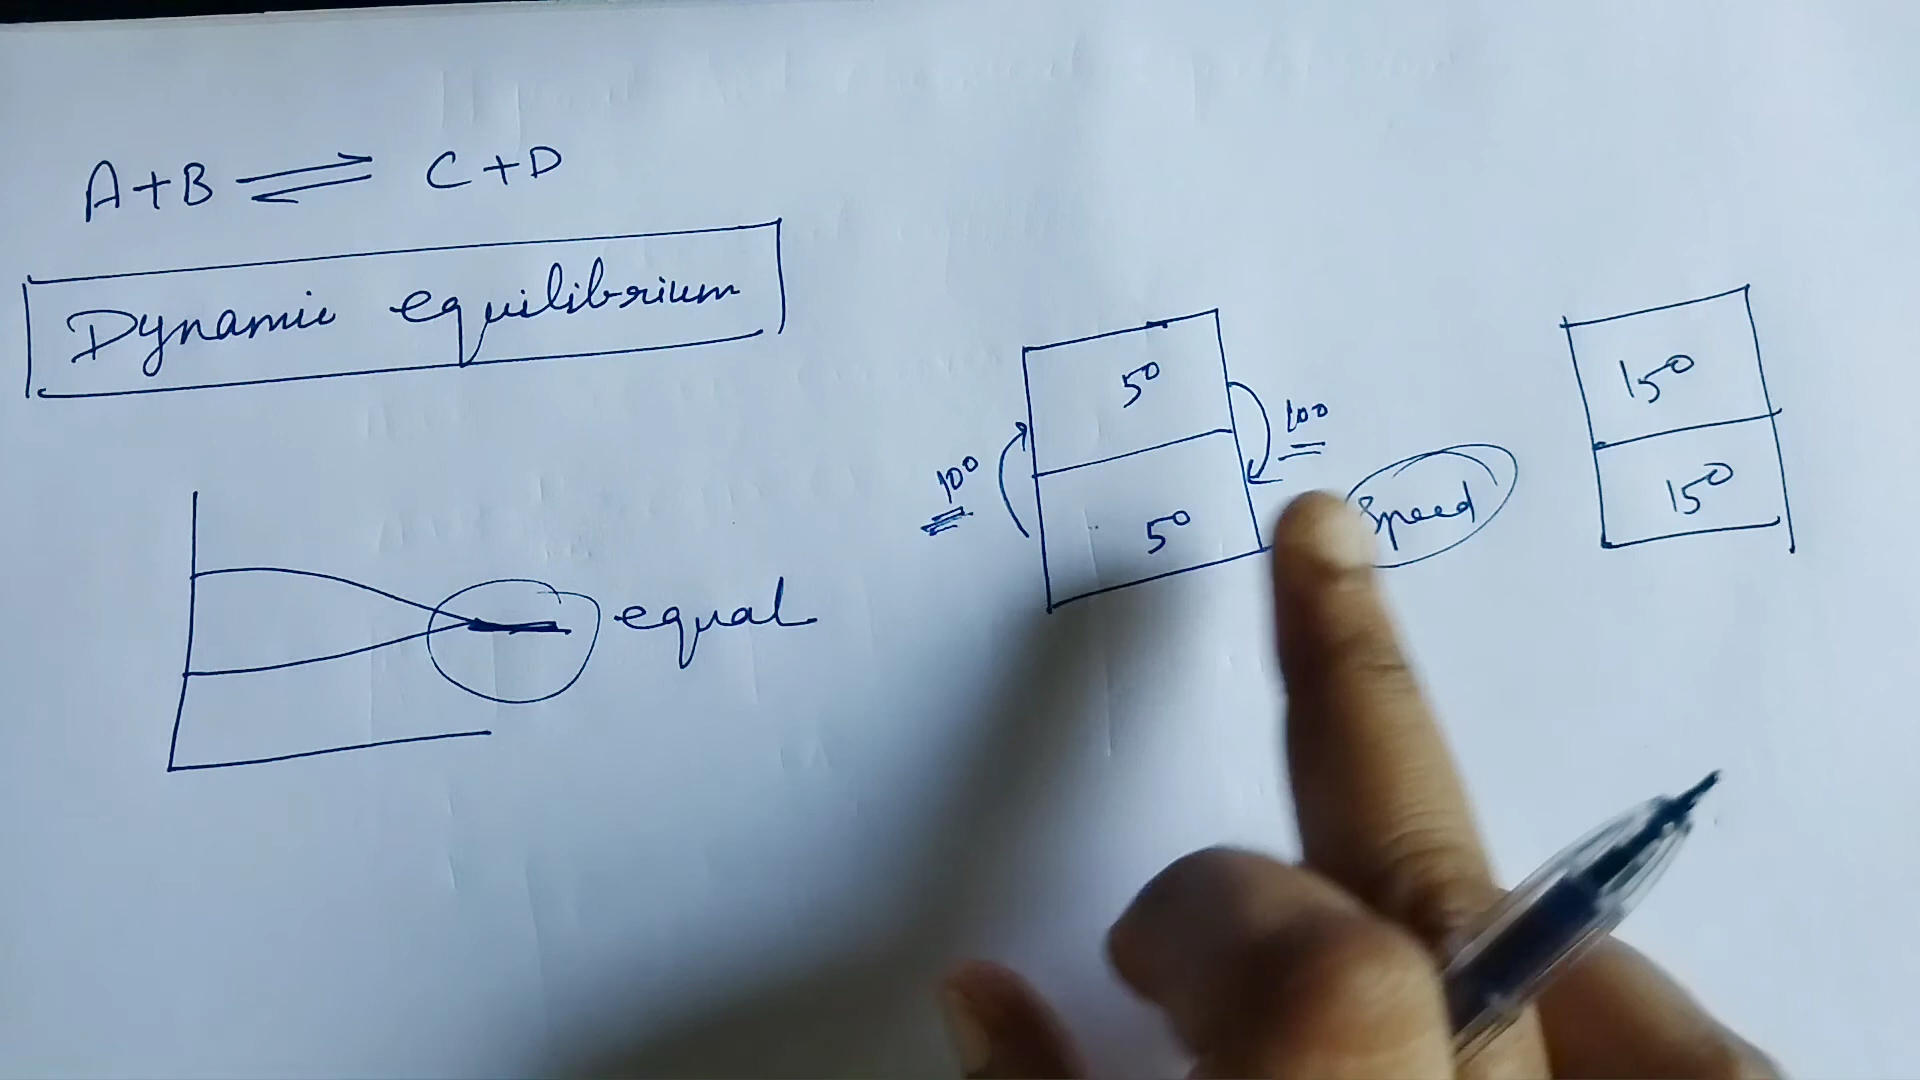 A+B ⇌ C+D
Dynamic equilibrium
equal
50
50
100
100
Speed
150
150